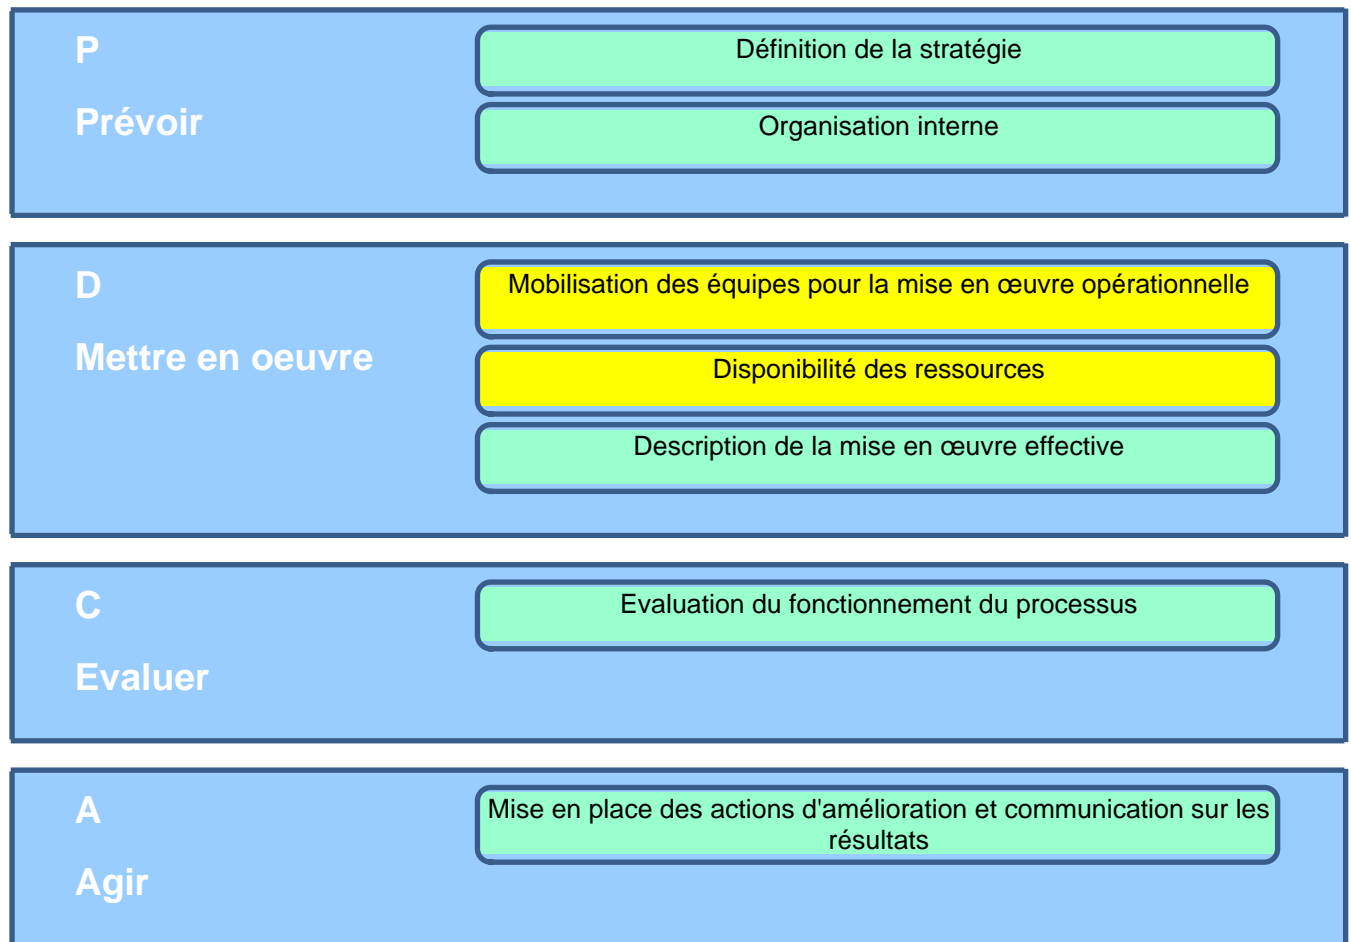 P
Prévoir
Définition de la stratégie
Organisation interne
D
Mettre en oeuvre
Mobilisation des équipes pour la mise en œuvre opérationnelle
Disponibilité des ressources
Description de la mise en œuvre effective
C
Evaluer
Evaluation du fonctionnement du processus
A
Agir
Mise en place des actions d'amélioration et communication sur les
résultats